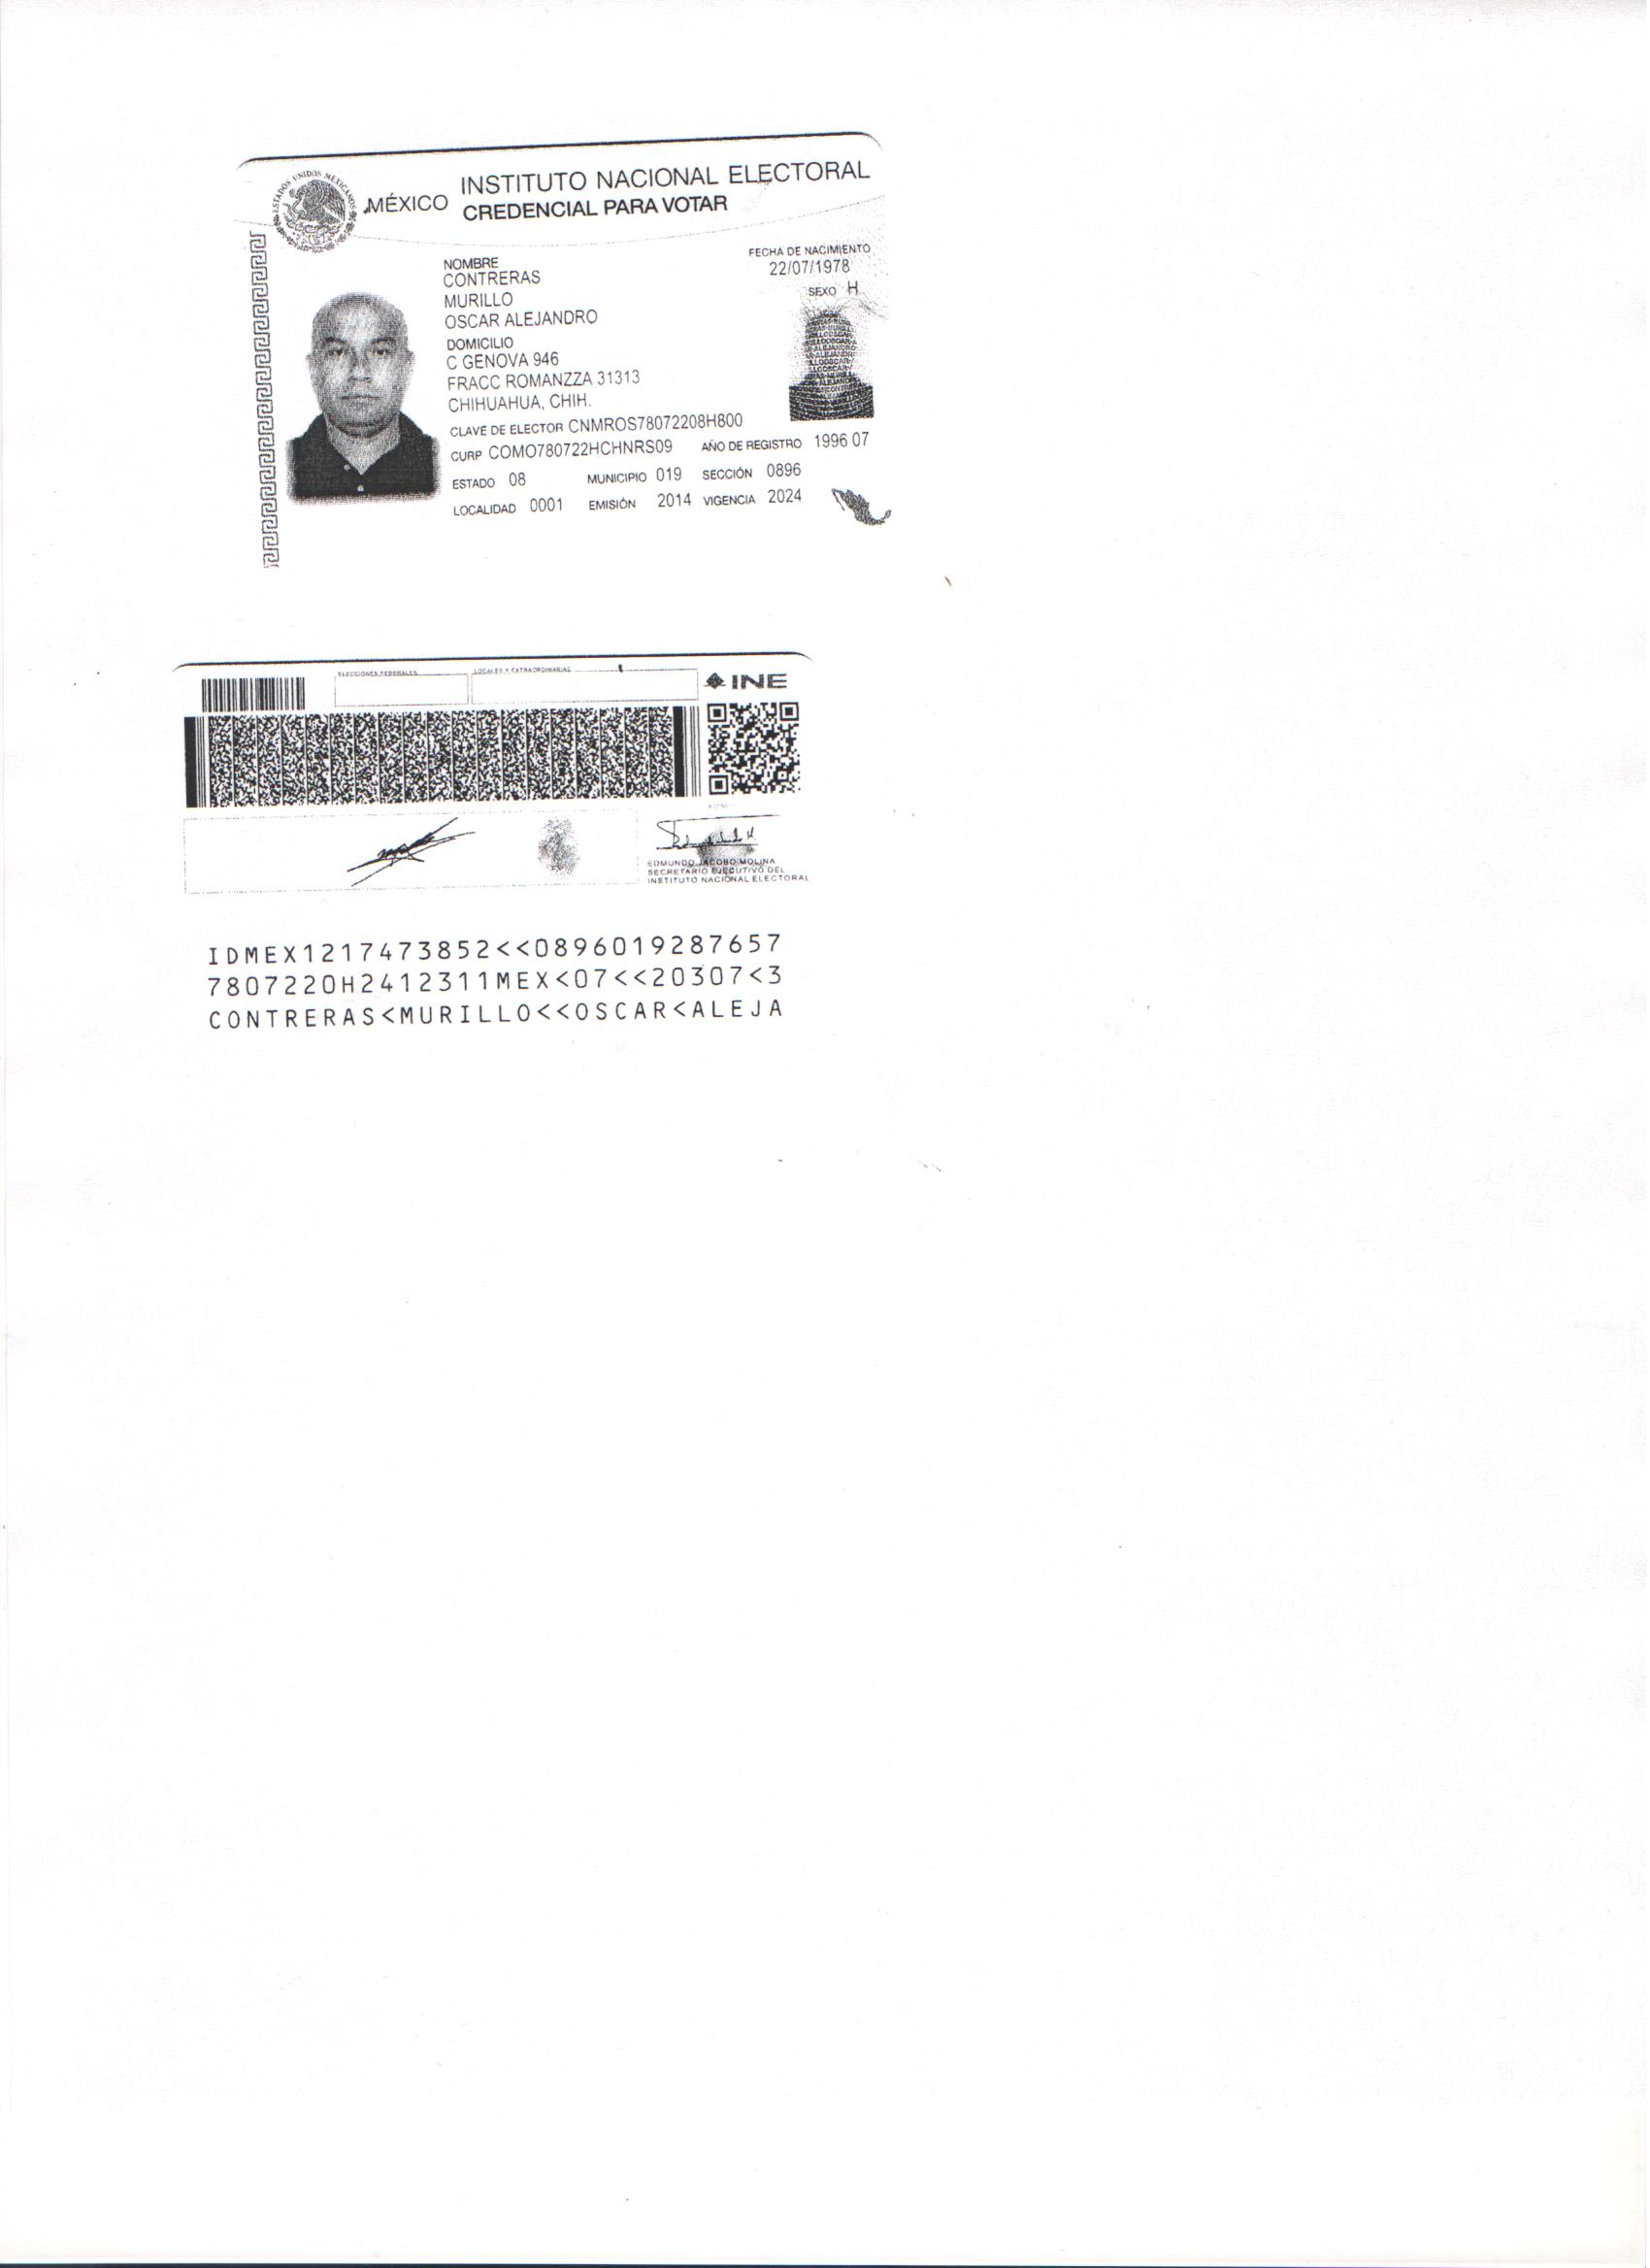 ESTADOS UNIDOS MEXICANOS
MÉXICO
INSTITUTO NACIONAL ELECTORAL
CREDENCIAL PARA VOTAR
NOMBRE
CONTRERAS
MURILLO
OSCAR ALEJANDRO
FECHA DE NACIMIENTO
22/07/1978
SEXO H
DOMICILIO
C GENOVA 946
FRACC ROMANZZA 31313
CHIHUAHUA, CHIH.
CLAVE DE ELECTOR CNMROS78072208H800
CURP COMO780722HCHNRS09 AÑO DE REGISTRO 1996 07
ESTADO 08 MUNICIPIO 019 SECCIÓN 0896
LOCALIDAD 0001 EMISIÓN 2014 VIGENCIA 2024
ELECCIONES FEDERALES LOCALES Y EXTRAORDINARIAS
INE
EDMUNDO JACOBO MOLINA
SECRETARIO EJECUTIVO DEL
INSTITUTO NACIONAL ELECTORAL
IDMEX1217473852<<0896019287657
7807220H2412311MEX<07<<20307<3
CONTRERAS<MURILLO<<OSCAR<ALEJA